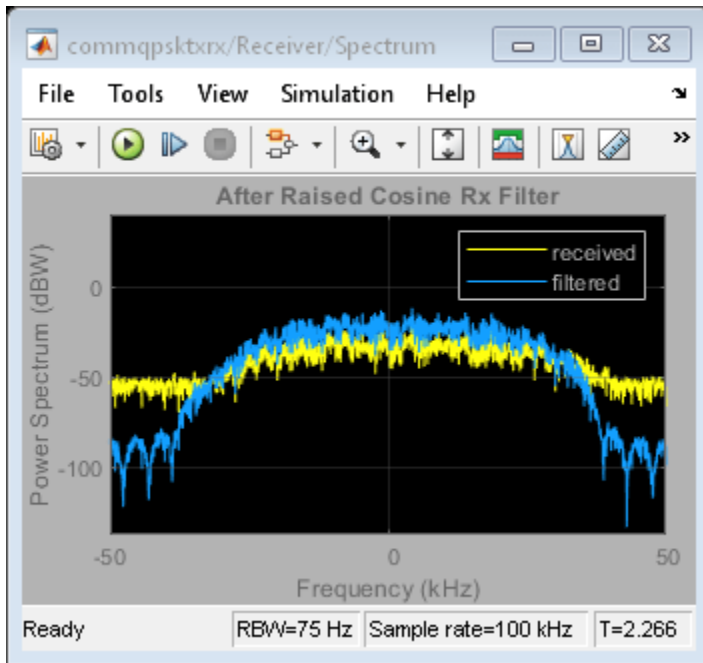 commqpsktxrx/Receiver/Spectrum
File Tools View Simulation Help
After Raised Cosine Rx Filter
received
filtered
Power Spectrum (dBW)
0
-50
-100
-50 0 50
Frequency (kHz)
Ready RBW=75 Hz Sample rate=100 kHz T=2.266